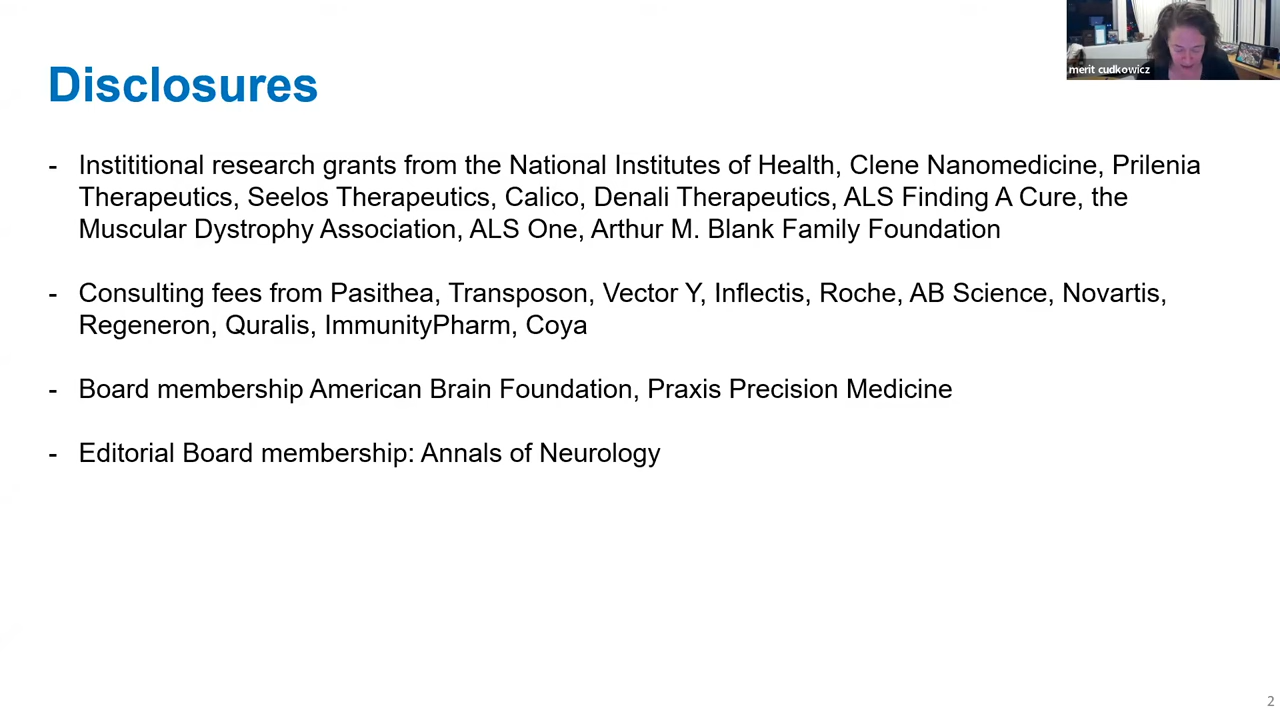 merit cudkowicz
Disclosures
- Instititional research grants from the National Institutes of Health, Clene Nanomedicine, Prilenia
Therapeutics, Seelos Therapeutics, Calico, Denali Therapeutics, ALS Finding A Cure, the
Muscular Dystrophy Association, ALS One, Arthur M. Blank Family Foundation
- Consulting fees from Pasithea, Transposon, Vector Y, Inflectis, Roche, AB Science, Novartis,
Regeneron, Quralis, ImmunityPharm, Coya
- Board membership American Brain Foundation, Praxis Precision Medicine
- Editorial Board membership: Annals of Neurology
2